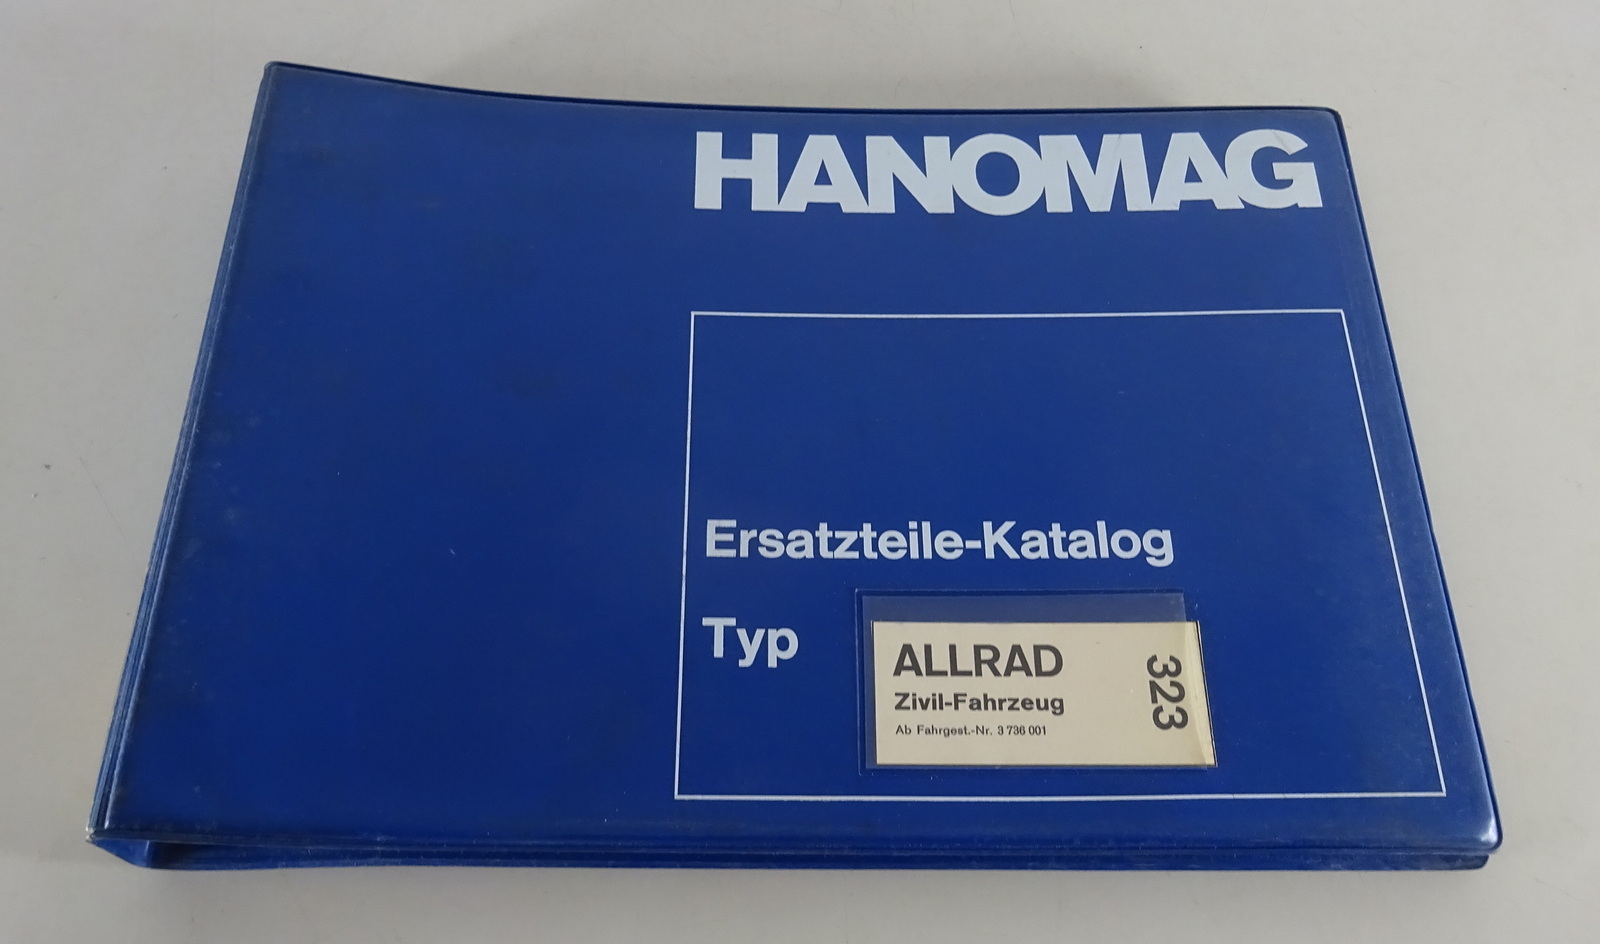 HANOMAG
Ersatzteile-Katalog
Typ
ALLRAD
Zivil-Fahrzeug
Ab Fahrgest.-Nr. 3 736 001
323